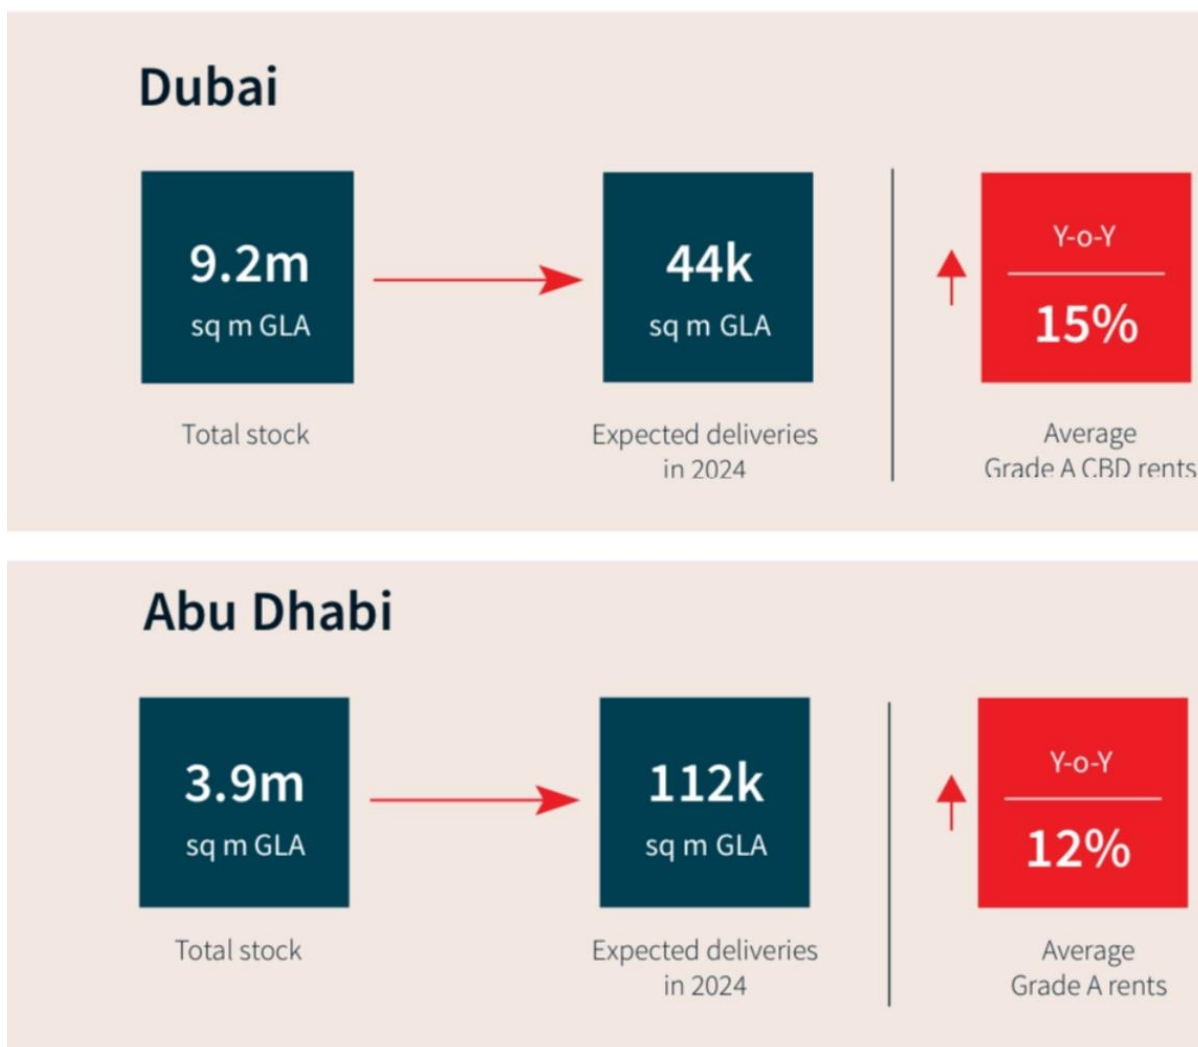 Dubai
9.2m
sq m GLA
Total stock
44k
sq m GLA
Expected deliveries
in 2024
Y-o-Y
15%
Average
Grade A CBD rents
Abu Dhabi
3.9m
sq m GLA
Total stock
112k
sq m GLA
Expected deliveries
in 2024
Y-o-Y
12%
Average
Grade A rents